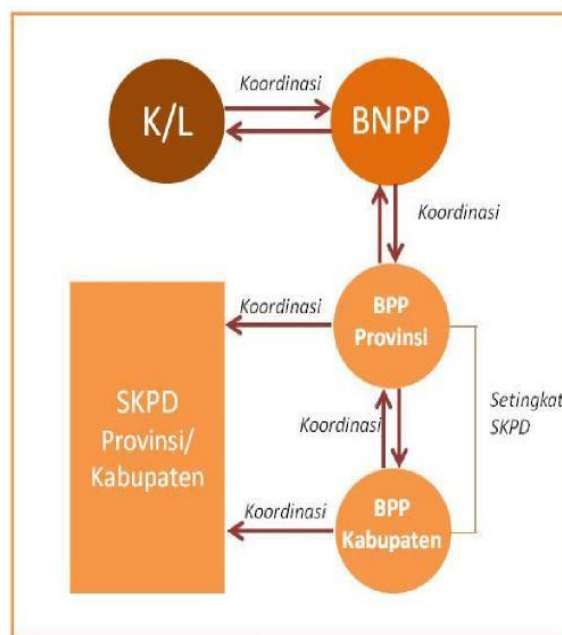 Koordinasi
K/L
BNPP
Koordinasi
Koordinasi
BPP
Provinsi
SKPD
Provinsi/
Kabupaten
Setingkat
SKPD
Koordinasi
Koordinasi
BPP
Kabupaten